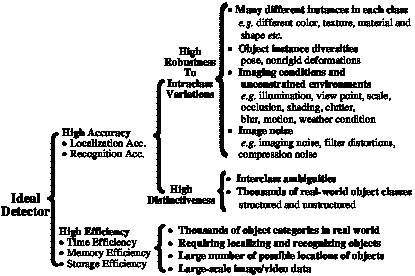 Ideal
Detector
High Accuracy
• Localization Acc.
• Recognition Acc.
High
Robustness
To
Intraclass
Variations
• Many different instances in each class
e.g. different color, texture, material and
shape etc.
• Object instance diversities
pose, nonrigid deformations
• Imaging conditions and
unconstrained environments
e.g. illumination, view point, scale,
occlusion, shading, clutter,
blur, motion, weather condition
• Image noise
e.g. imaging noise, filter distortions,
compression noise
High
Distinctiveness
• Interclass ambiguities
• Thousands of real-world object classes
structured and unstructured
High Efficiency
• Time Efficiency
• Memory Efficiency
• Storage Efficiency
• Thousands of object categories in real world
• Requiring localizing and recognizing objects
• Large number of possible locations of objects
• Large-scale image/video data